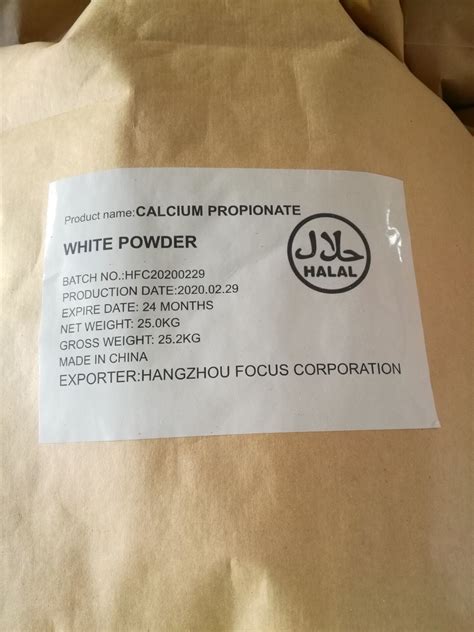 Product name:CALCIUM PROPIONATE
WHITE POWDER
حلال
HALAL
BATCH NO.:HFC20200229
PRODUCTION DATE:2020.02.29
EXPIRE DATE: 24 MONTHS
NET WEIGHT: 25.0KG
GROSS WEIGHT: 25.2KG
MADE IN CHINA
EXPORTER:HANGZHOU FOCUS CORPORATION